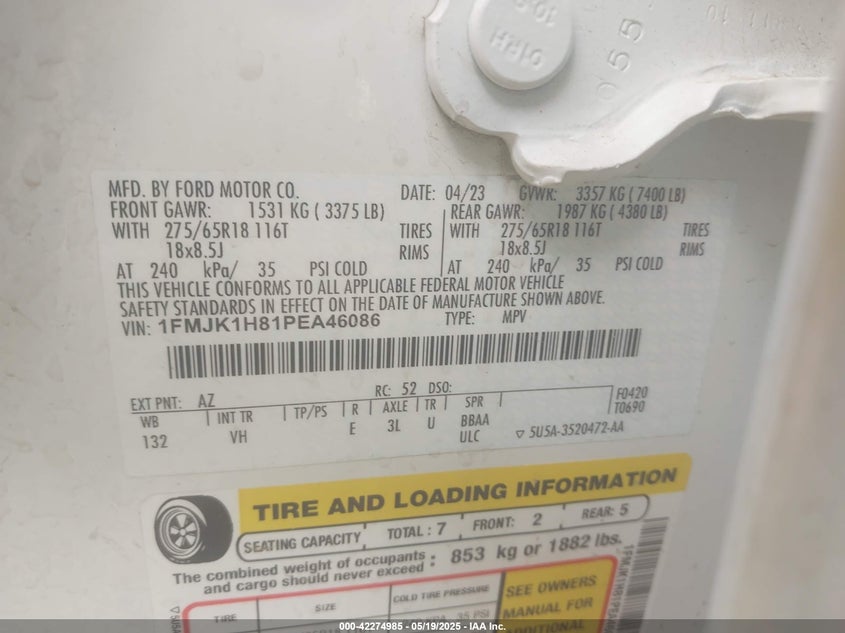 01RH
055
MFD. BY FORD MOTOR CO. DATE: 04/23 GVWR: 3357 KG ( 7400 LB)
FRONT GAWR: 1531 KG ( 3375 LB) REAR GAWR: 1987 KG ( 4380 LB)
WITH 275/65R18 116T TIRES WITH 275/65R18 116T TIRES
18x8.5J RIMS 18x8.5J RIMS
AT 240 kPa/ 35 PSI COLD AT 240 kPa/ 35 PSI COLD
THIS VEHICLE CONFORMS TO ALL APPLICABLE FEDERAL MOTOR VEHICLE
SAFETY STANDARDS IN EFFECT ON THE DATE OF MANUFACTURE SHOWN ABOVE.
VIN: 1FMJK1H81PEA46086 TYPE: MPV
EXT PNT: AZ RC: 52 DSO: F0420
WB INT TR TP/PS R AXLE TR SPR T0690
132 VH E 3L U BBAA
ULC ▽ 5U5A-3520472-AA
TIRE AND LOADING INFORMATION
SEATING CAPACITY TOTAL : 7 FRONT: 2 REAR: 5
The combined weight of occupants and cargo should never exceed : 853 kg or 1882 lbs.
TIRE SIZE COLD TIRE PRESSURE SEE OWNERS
35 PSI MANUAL FOR
ADDITIONAL
000-42274985 / 05/19/2025 - IAA Inc.